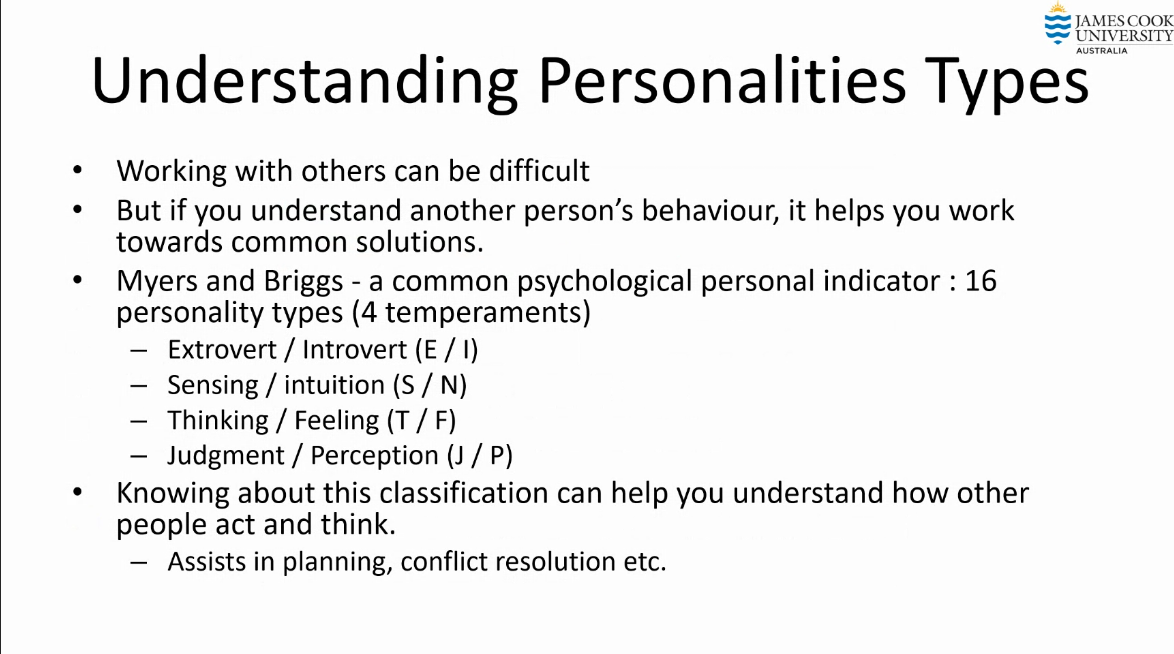 JAMES COOK
UNIVERSITY
AUSTRALIA
Understanding Personalities Types
• Working with others can be difficult
• But if you understand another person’s behaviour, it helps you work
towards common solutions.
• Myers and Briggs - a common psychological personal indicator : 16
personality types (4 temperaments)
– Extrovert / Introvert (E / I)
– Sensing / intuition (S / N)
– Thinking / Feeling (T / F)
– Judgment / Perception (J / P)
• Knowing about this classification can help you understand how other
people act and think.
– Assists in planning, conflict resolution etc.